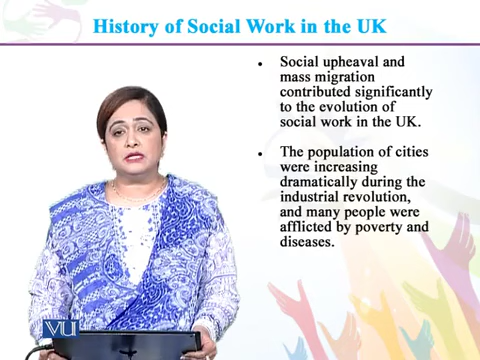 History of Social Work in the UK
• Social upheaval and
mass migration
contributed significantly
to the evolution of
social work in the UK.
• The population of cities
were increasing
dramatically during the
industrial revolution,
and many people were
afflicted by poverty and
diseases.
VU